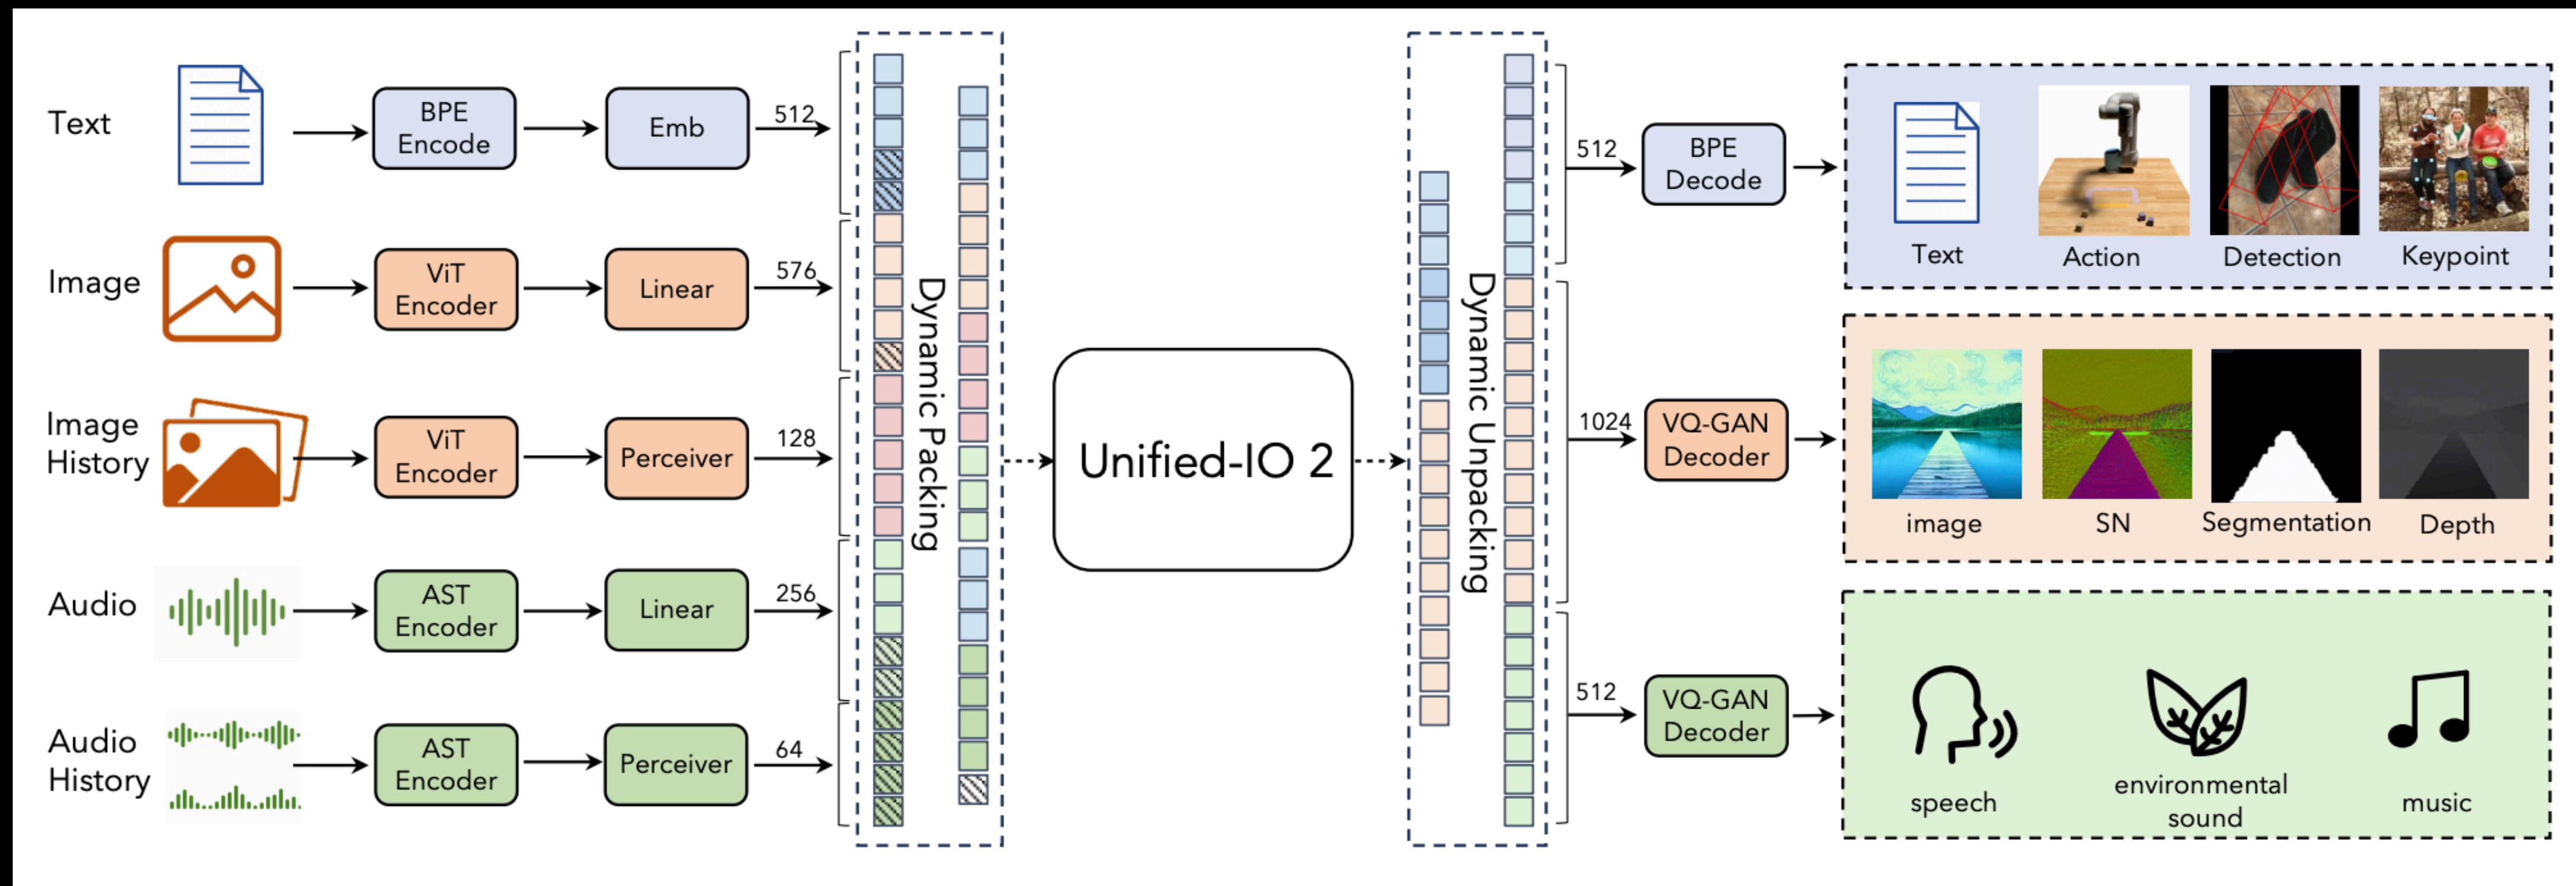 Text
BPE
Encode
Emb
512
Image
ViT
Encoder
Linear
576
Image
History
ViT
Encoder
Perceiver
128
Audio
AST
Encoder
Linear
256
Audio
History
AST
Encoder
Perceiver
64
Dynamic Packing
Unified-IO 2
Dynamic Unpacking
512
BPE
Decode
Text
Action
Detection
Keypoint
1024
VQ-GAN
Decoder
image
SN
Segmentation
Depth
512
VQ-GAN
Decoder
speech
environmental
sound
music